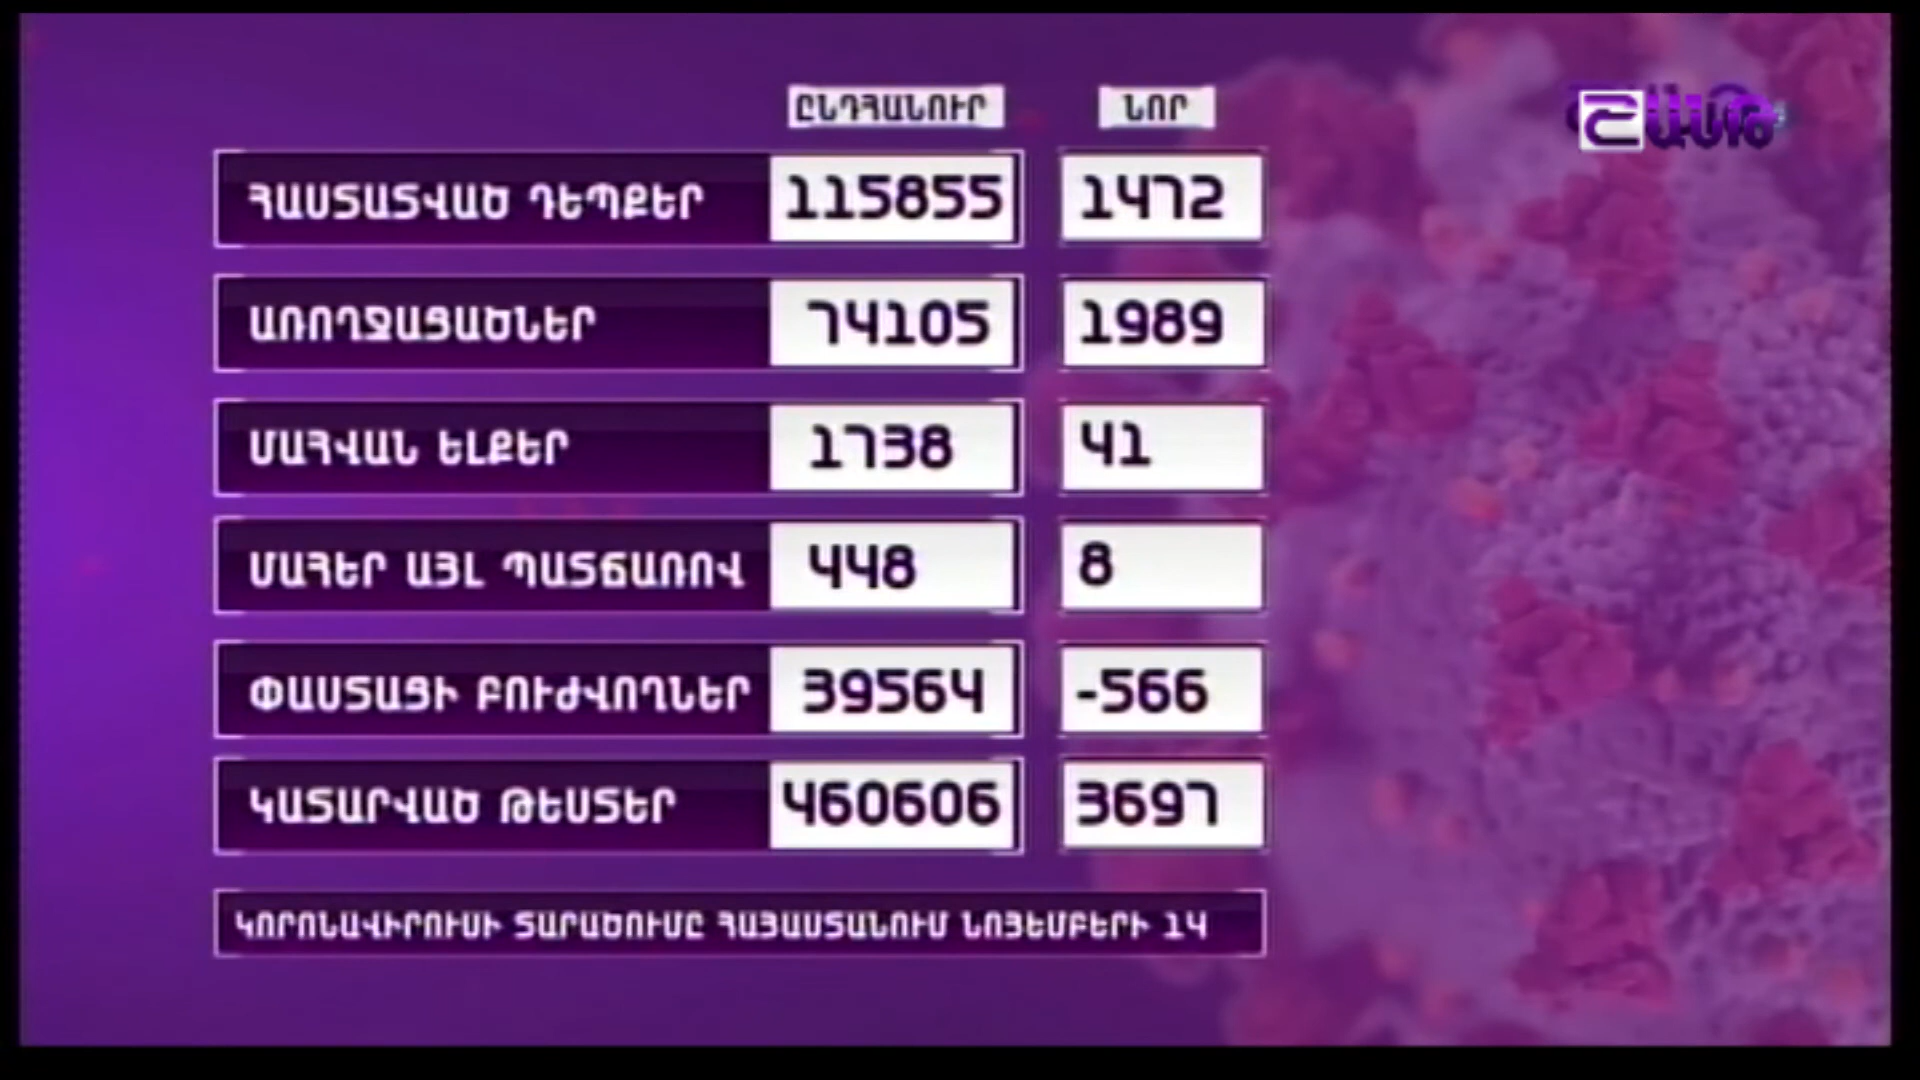 ԸՆԴՀԱՆՈՒՐ ՆՈՐ
ՇԱՆԹ
ՀԱՍՏԱՏՎԱԾ ԴԵՊՔԵՐ 115855 1472
ԱՌՈՂՋԱՑԱԾՆԵՐ 74105 1989
ՄԱՀՎԱՆ ԵԼՔԵՐ 1738 41
ՄԱՀԵՐ ԱՅԼ ՊԱՏՃԱՌՈՎ 448 8
ՓԱՍՏԱՑԻ ԲՈՒԺՎՈՂՆԵՐ 39564 -566
ԿԱՏԱՐՎԱԾ ԹԵՍՏԵՐ 460606 3697
ԿՈՐՈՆԱՎԻՐՈՒՍԻ ՏԱՐԱԾՈՒՄԸ ՀԱՅԱՍՏԱՆՈՒՄ ՆՈՅԵՄԲԵՐԻ 14